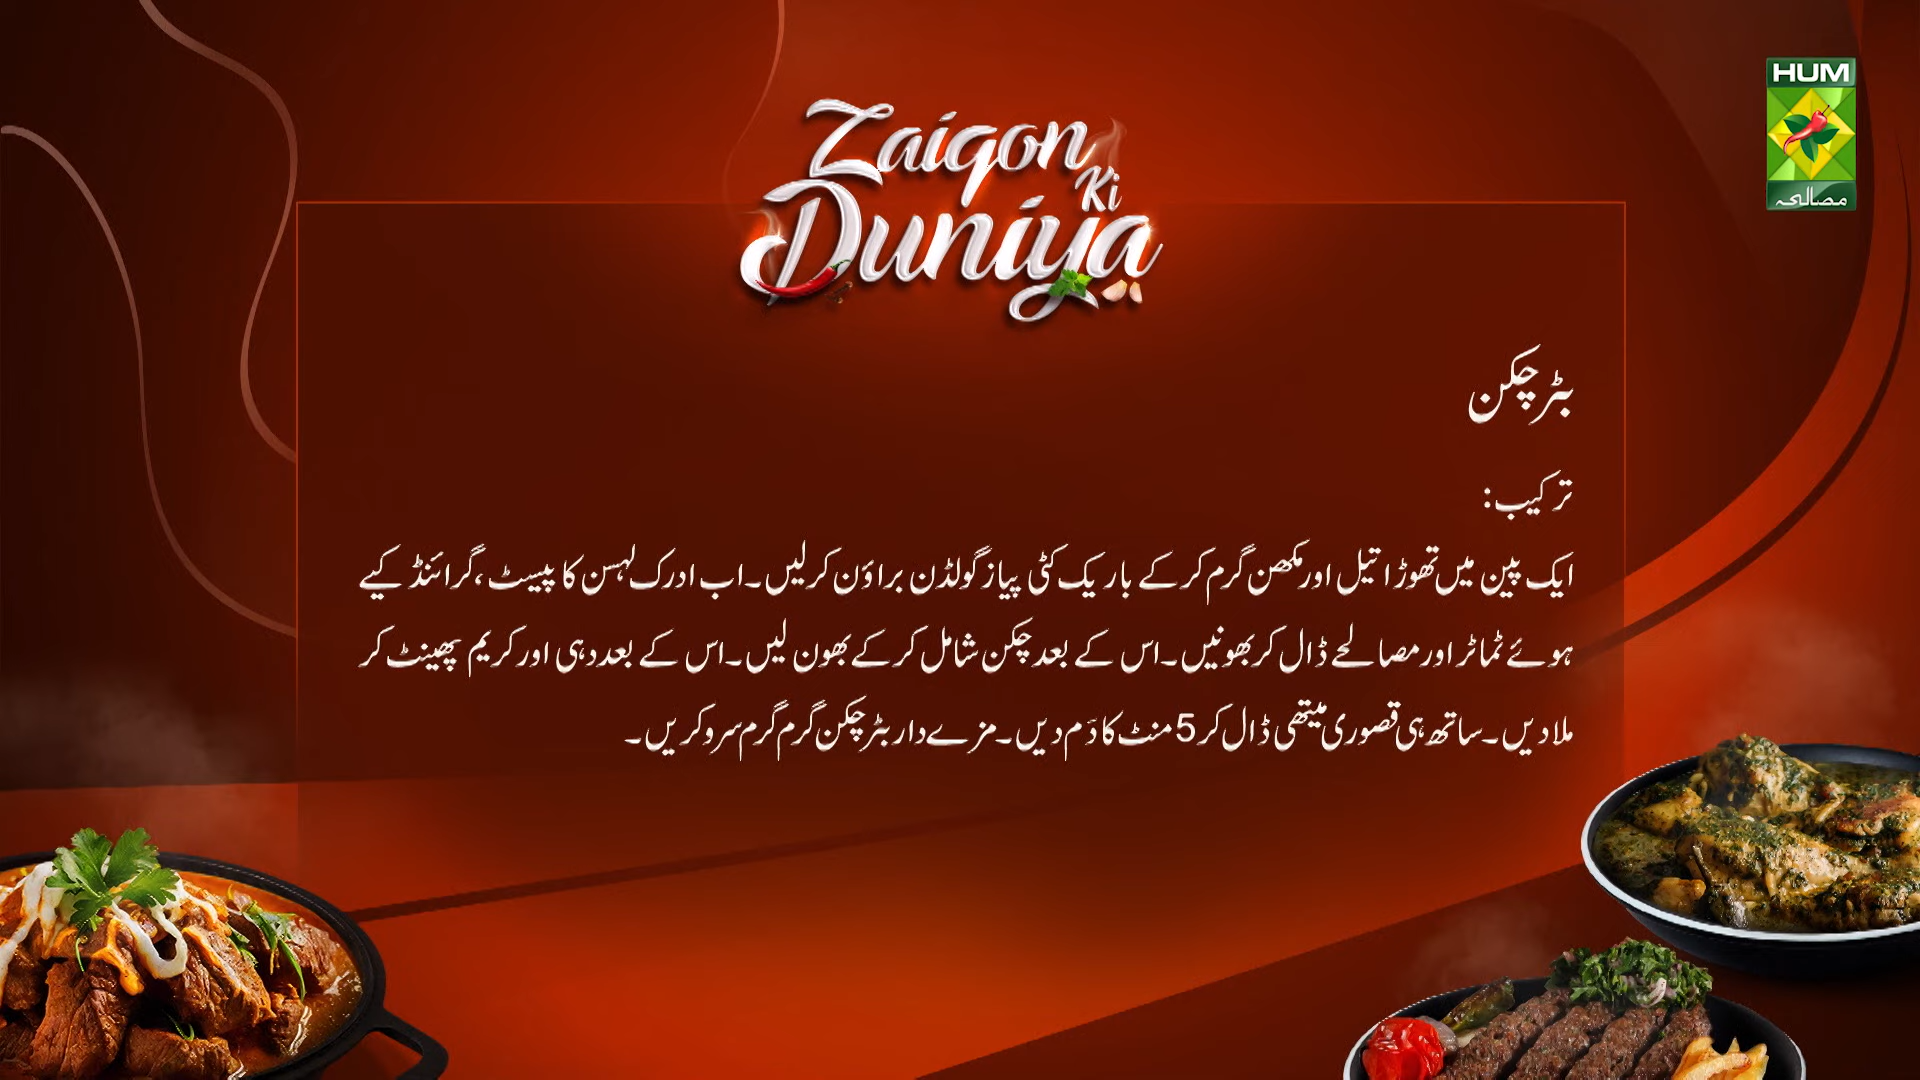 HUM
مصالحہ
Zaiqon
Ki
Duniya
بٹر چکن
ترکیب:
ایک پین میں تھوڑا تیل اور مکھن گرم کر کے باریک کٹی پیاز گولڈن براؤن کرلیں۔اب ادرک لہسن کا پیسٹ، گرائنڈ کیے
ہوئے ٹماٹر اور مصالحے ڈال کر بھونیں۔اس کے بعد چکن شامل کر کے بھون لیں۔اس کے بعد دہی اور کریم پھینٹ کر
ملا دیں۔ساتھ ہی قصوری میتھی ڈال کر 5 منٹ کا دَم دیں۔مزے دار بٹر چکن گرم گرم سرو کریں۔